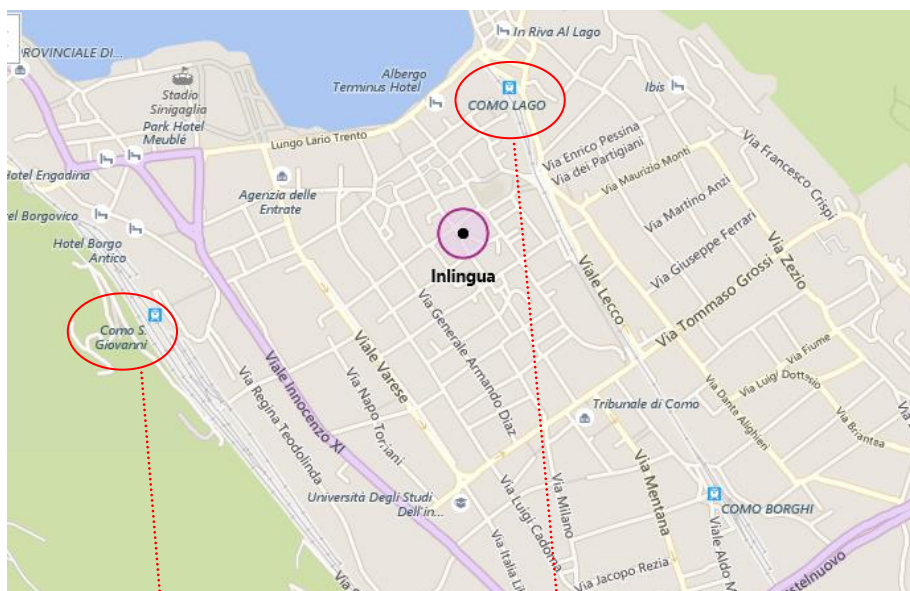 In Riva Al Lago
ROVINCIALE DI...
Stadio
Sinigaglia
Albergo
Terminus Hotel
COMO LAGO
Ibis
Park Hotel
Meublé
Lungo Lario Trento
Via Enrico Pessina
Via dei Partigiani
Via Maurizio Monti
Via Francesco Crispi
Hotel Engadina
Agenzia delle
Entrate
Via Martino Anzi
el Borgovico
Via Giuseppe Ferrari
Via Zezio
Hotel Borgo
Antico
Inlingua
Viale Lecco
Via Tommaso Grossi
Como S.
Giovanni
Via Generale Armando Diaz
Viale Varese
Viale Innocenzo XI
Via Napo Torriani
Via Regina Teodolinda
Via Fiume
Via Luigi Dottesio
Via Dante Alighieri
Via Briantea
Tribunale di Como
Università Degli Studi
Dell'in...
Via Luigi Cadorna
Via Milano
Via Mentana
COMO BORGHI
Viale Aldo M
Via Italia Li
Via Jacopo Rezia
stelnuovo
Via